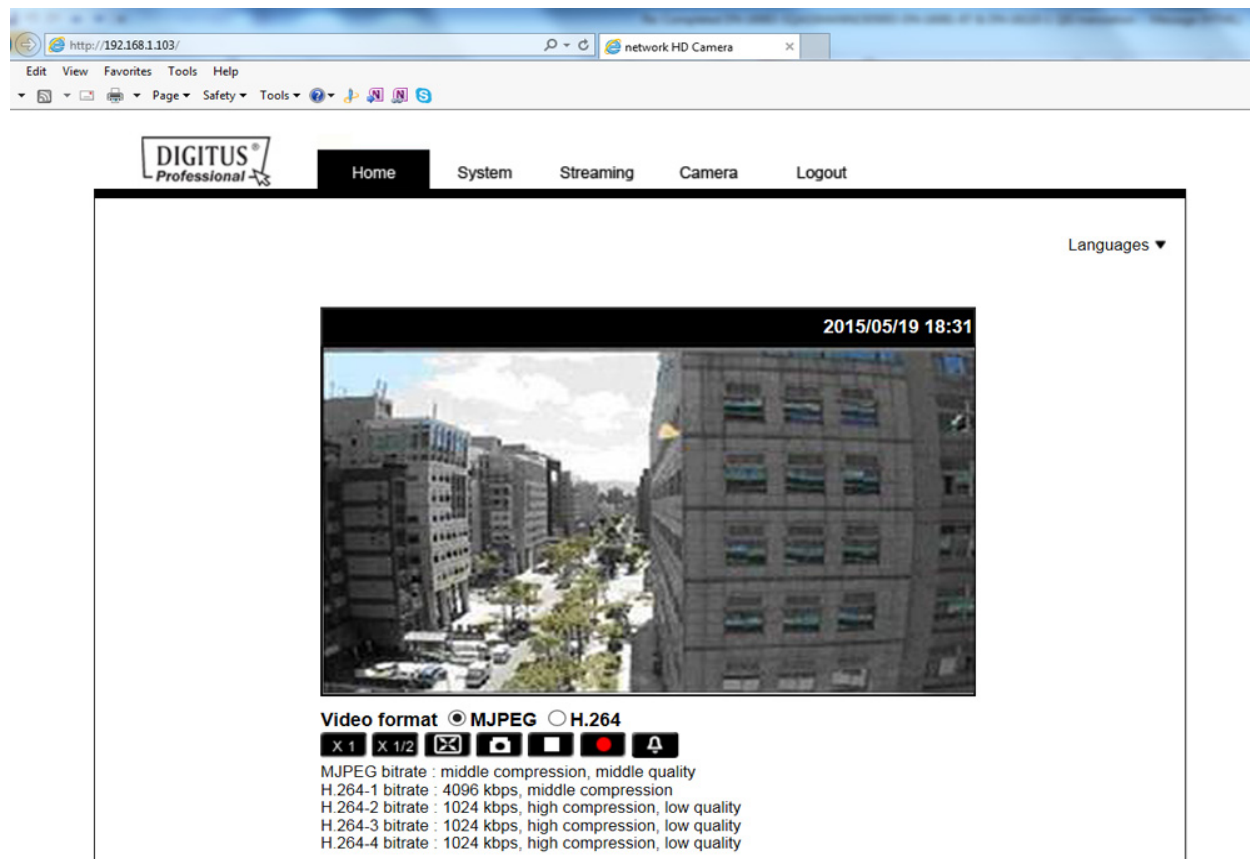 http://192.168.1.103/
network HD Camera
Edit View Favorites Tools Help
Page Safety Tools
DIGITUS®
Professional
Home System Streaming Camera Logout
Languages ▼
2015/05/19 18:31
Video format MJPEG H.264
X 1 X 1/2
MJPEG bitrate : middle compression, middle quality
H.264-1 bitrate : 4096 kbps, middle compression
H.264-2 bitrate : 1024 kbps, high compression, low quality
H.264-3 bitrate : 1024 kbps, high compression, low quality
H.264-4 bitrate : 1024 kbps, high compression, low quality